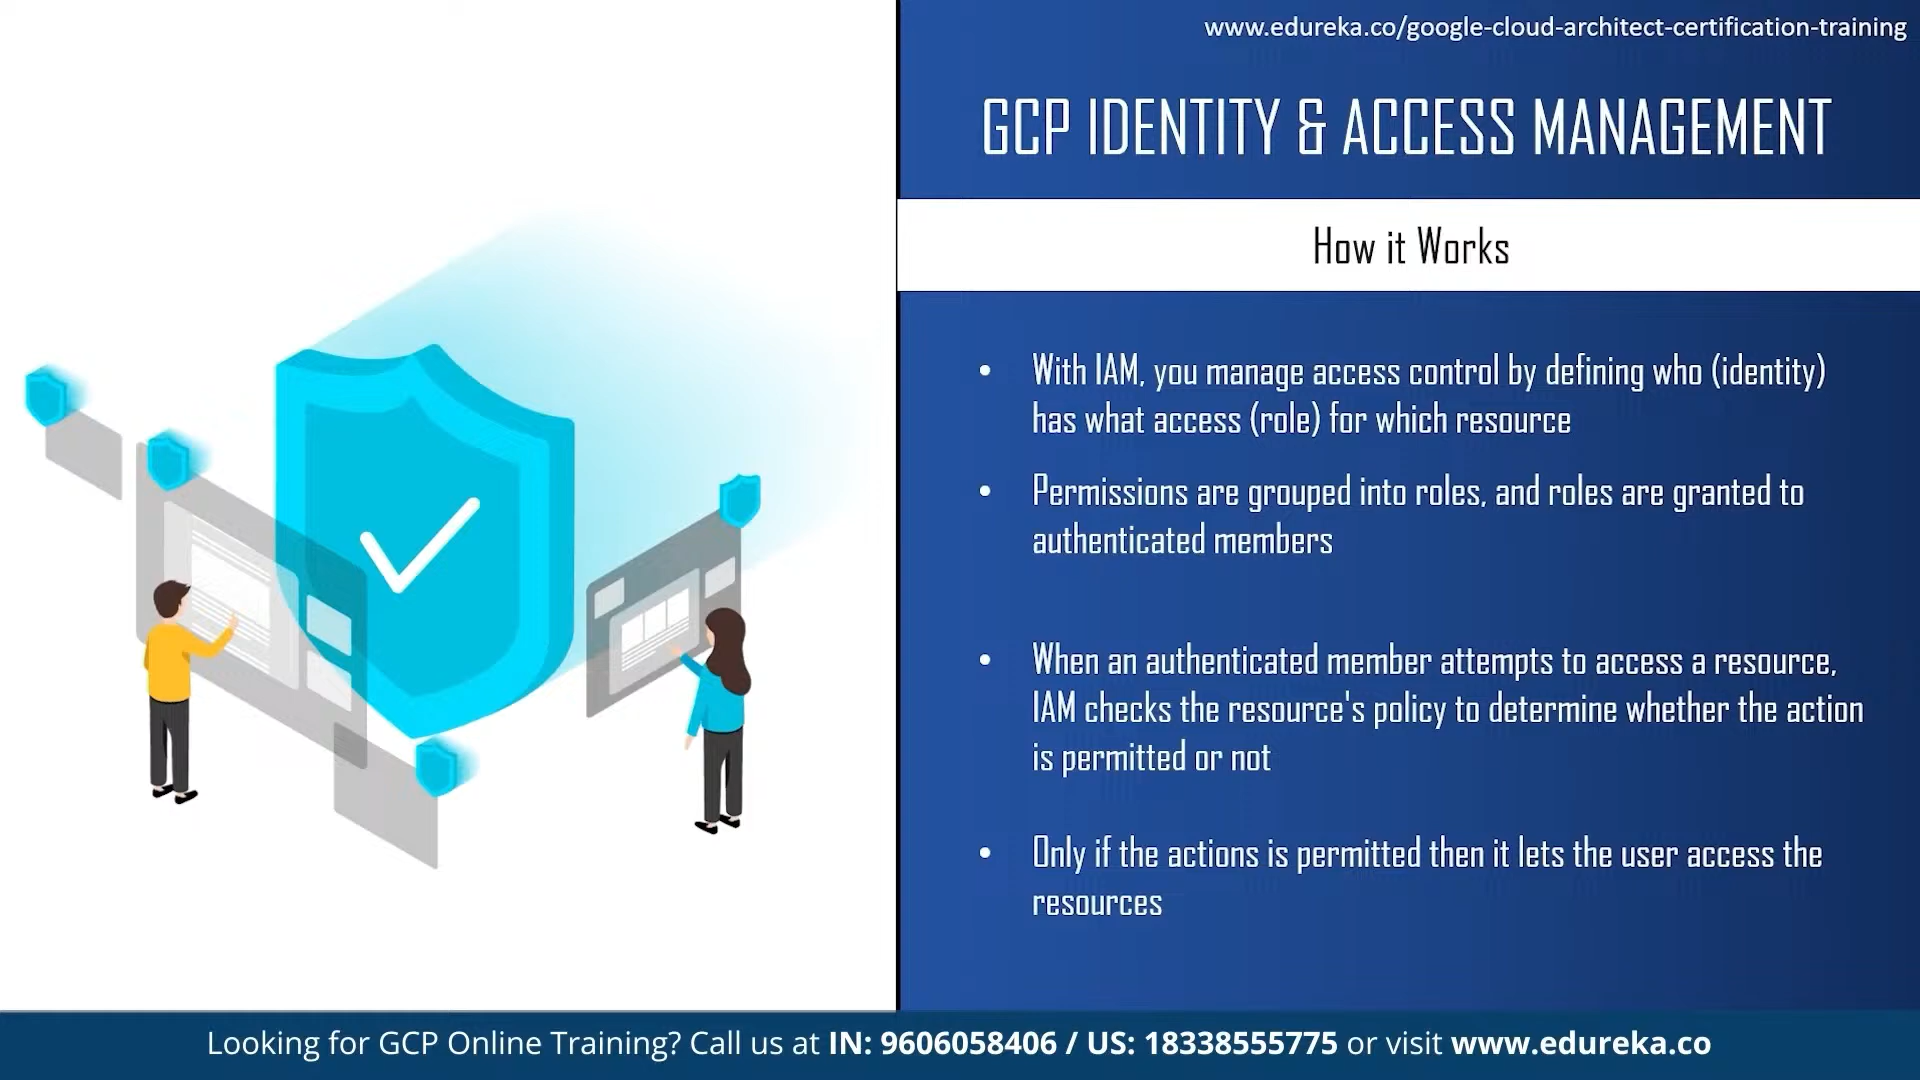 www.edureka.co/google-cloud-architect-certification-training
GCP IDENTITY & ACCESS MANAGEMENT
How it Works
• With IAM, you manage access control by defining who (identity)
has what access (role) for which resource
• Permissions are grouped into roles, and roles are granted to
authenticated members
• When an authenticated member attempts to access a resource,
IAM checks the resource's policy to determine whether the action
is permitted or not
• Only if the actions is permitted then it lets the user access the
resources
Looking for GCP Online Training? Call us at IN: 9606058406 / US: 18338555775 or visit www.edureka.co